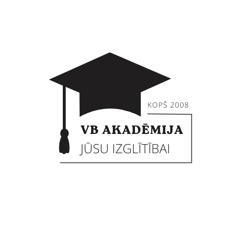 KOPŠ 2008
VB AKADĒMIJA
JŪSU IZGLĪTĪBAI